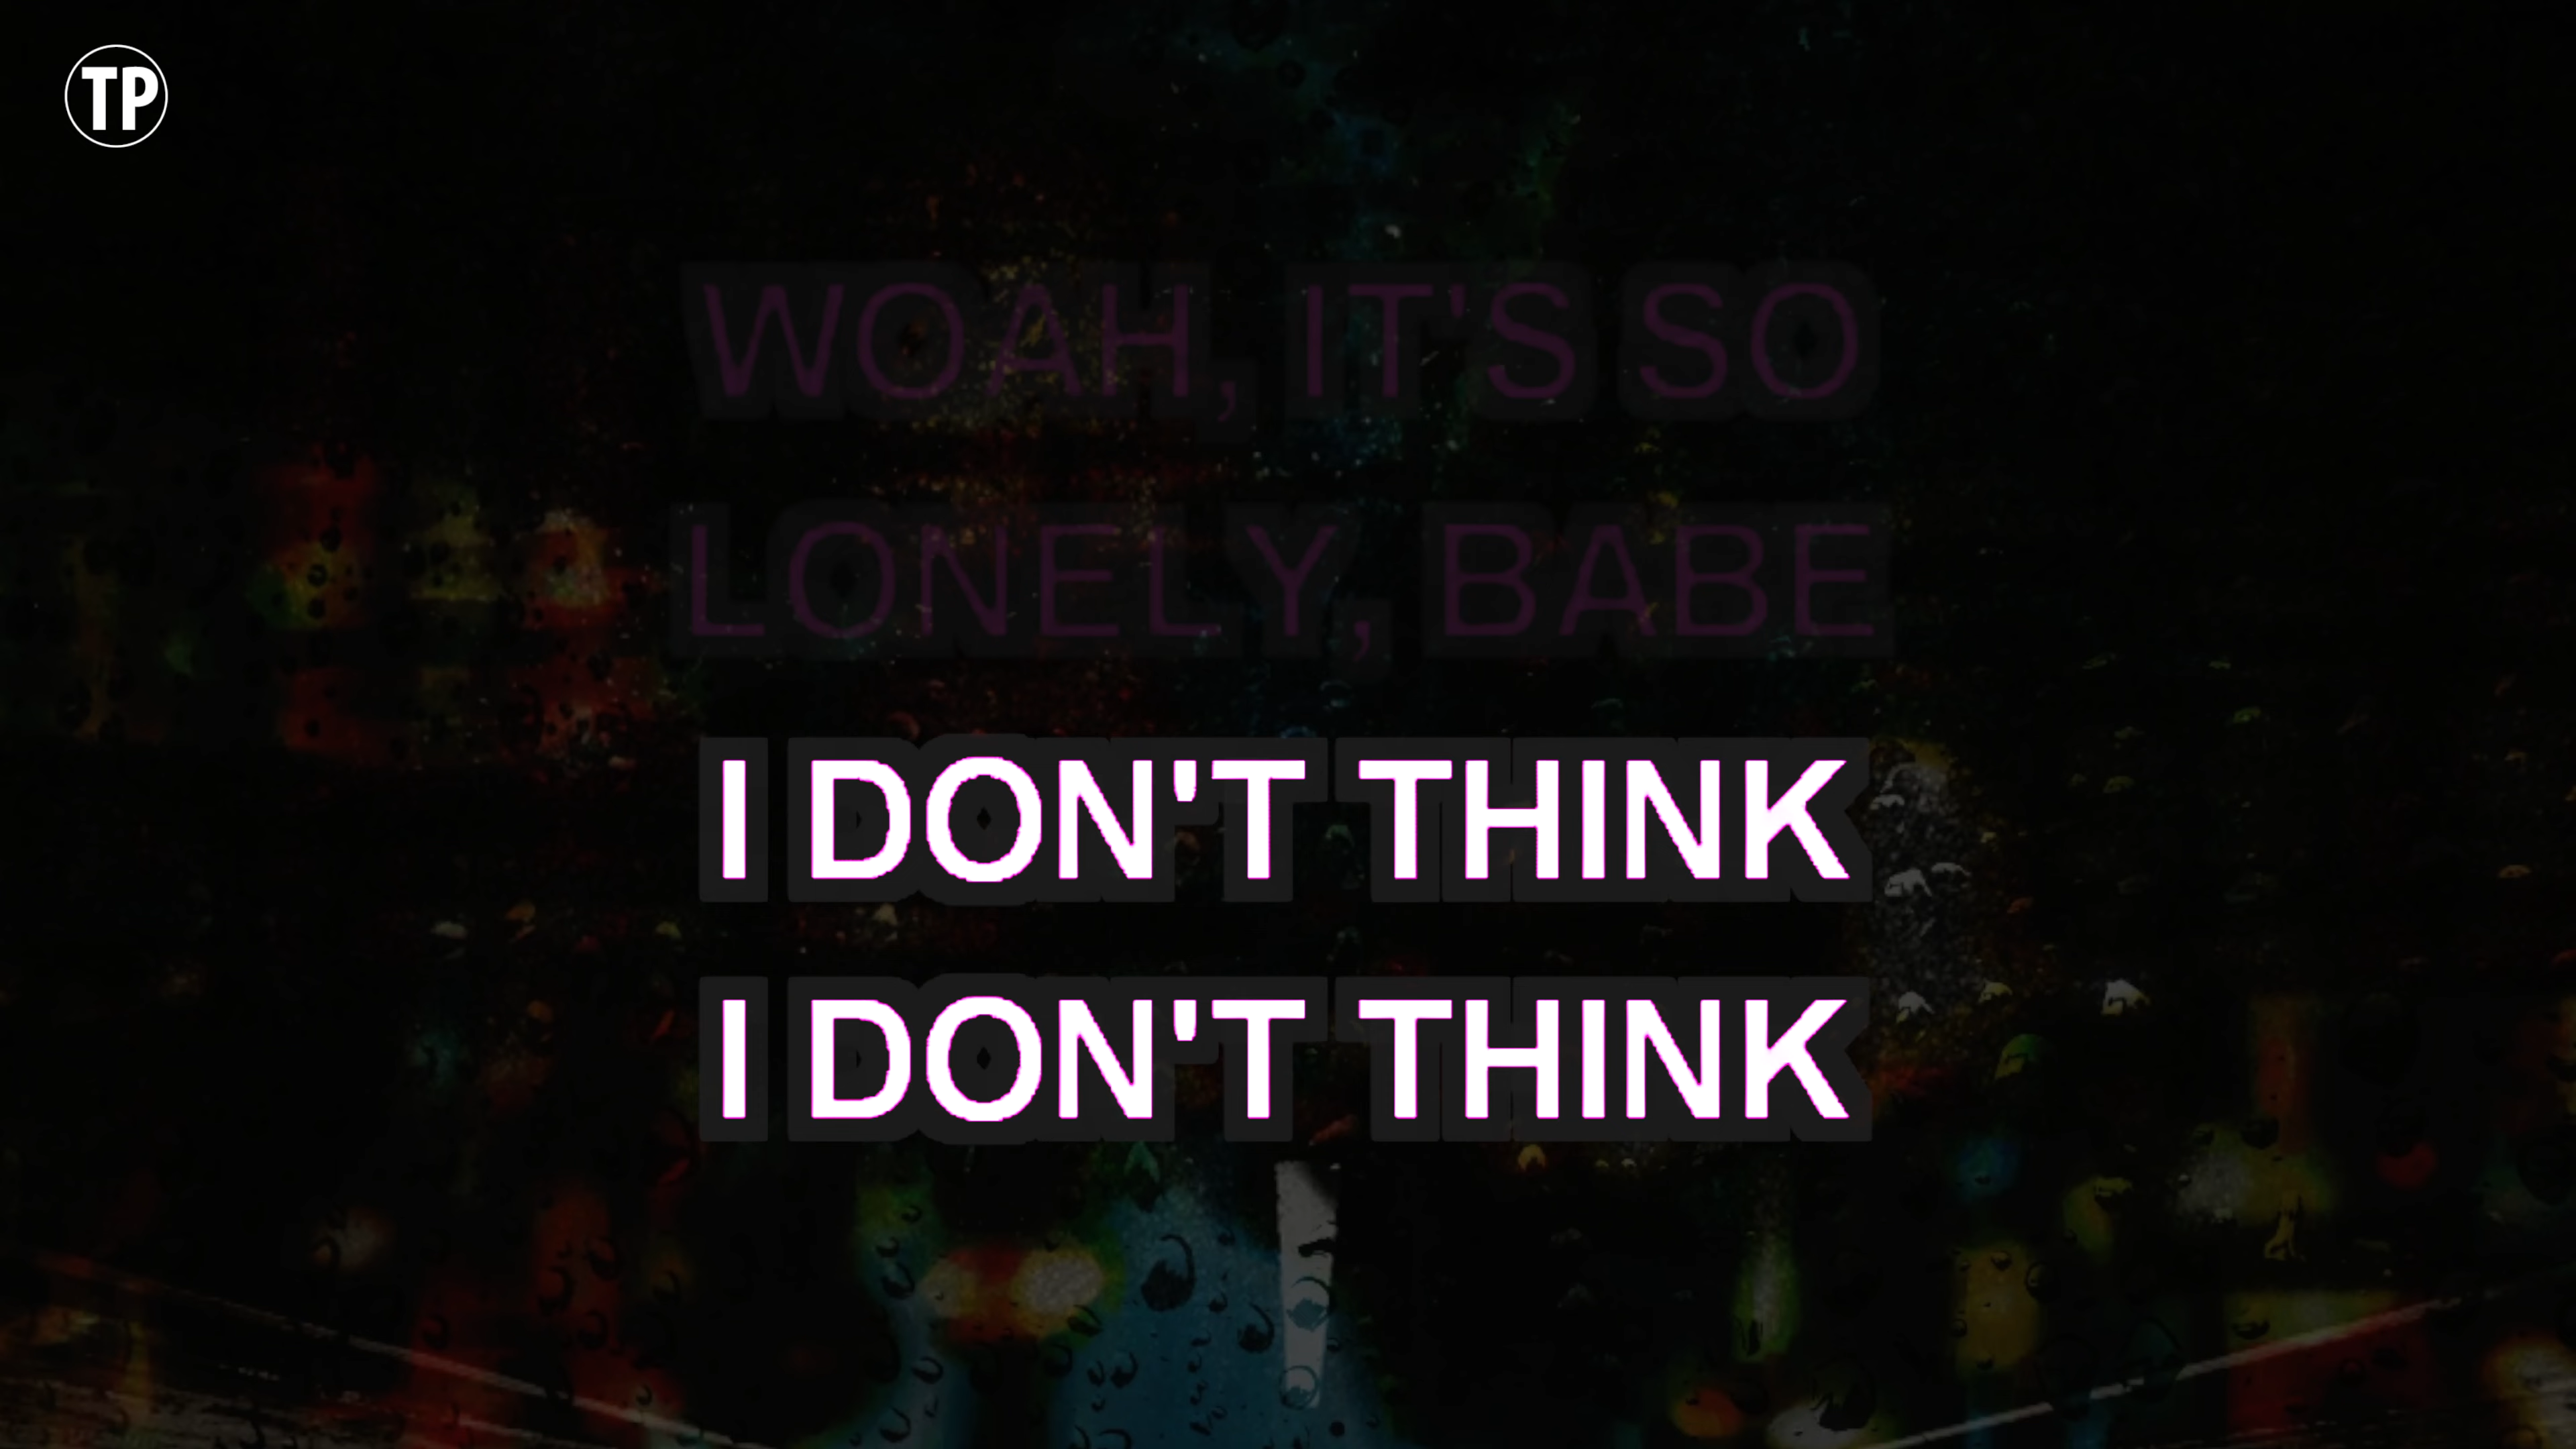 TP
WOAH, IT'S SO
LONELY, BABE
I DON'T THINK
I DON'T THINK